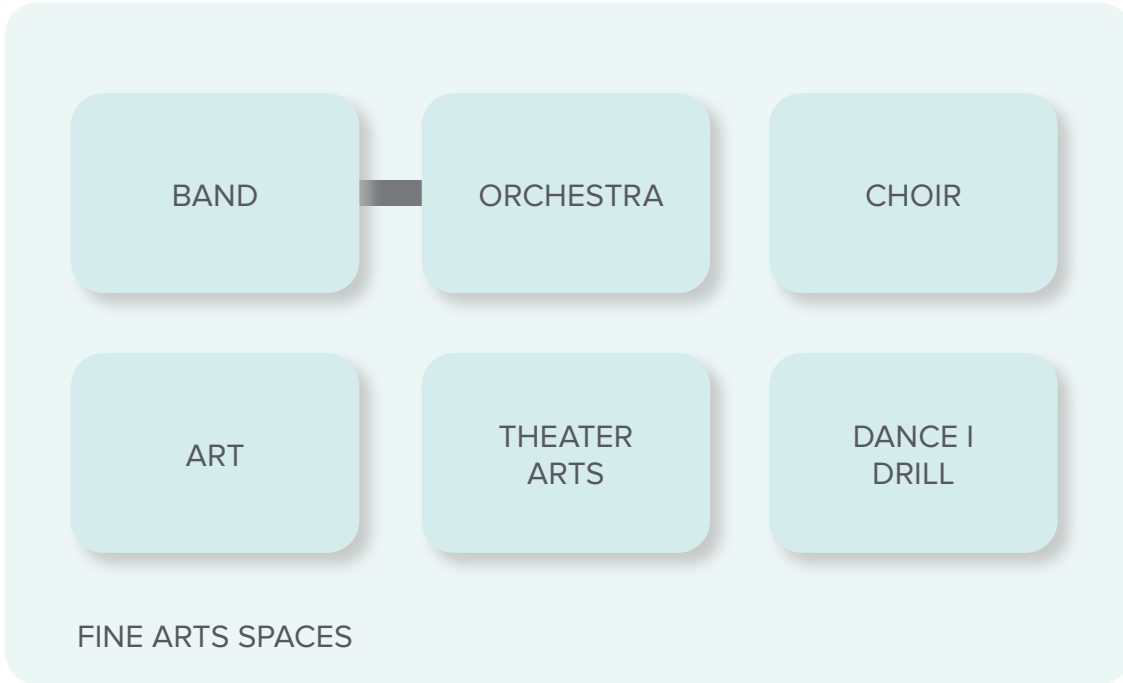 BAND
ORCHESTRA
CHOIR
ART
THEATER
ARTS
DANCE I
DRILL
FINE ARTS SPACES